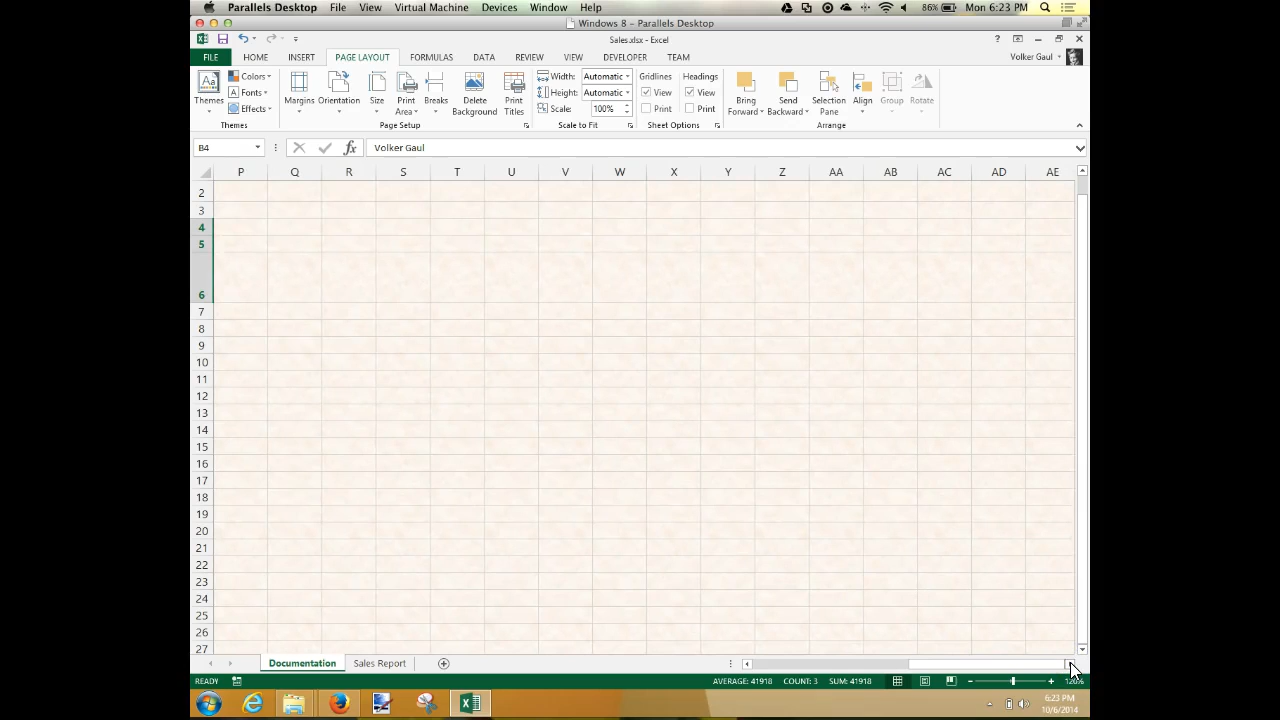 Parallels Desktop File View Virtual Machine Devices Window Help 86% Mon 6:23 PM
Windows 8 – Parallels Desktop
Sales.xlsx - Excel
FILE HOME INSERT PAGE LAYOUT FORMULAS DATA REVIEW VIEW DEVELOPER TEAM Volker Gaul
Aa Themes Colors Fonts Effects Margins Orientation Size Print Area Breaks Delete Background Print Titles Width: Automatic Height: Automatic Scale: 100% Gridlines View Print Headings View Print Bring Forward Send Backward Selection Pane Align Group Rotate
Themes Page Setup Scale to Fit Sheet Options Arrange
B4 fx Volker Gaul
P Q R S T U V W X Y Z AA AB AC AD AE
2
3
4
5
6
7
8
9
10
11
12
13
14
15
16
17
18
19
20
21
22
23
24
25
26
27
Documentation Sales Report
READY AVERAGE: 41918 COUNT: 3 SUM: 41918
6:23 PM
10/6/2014